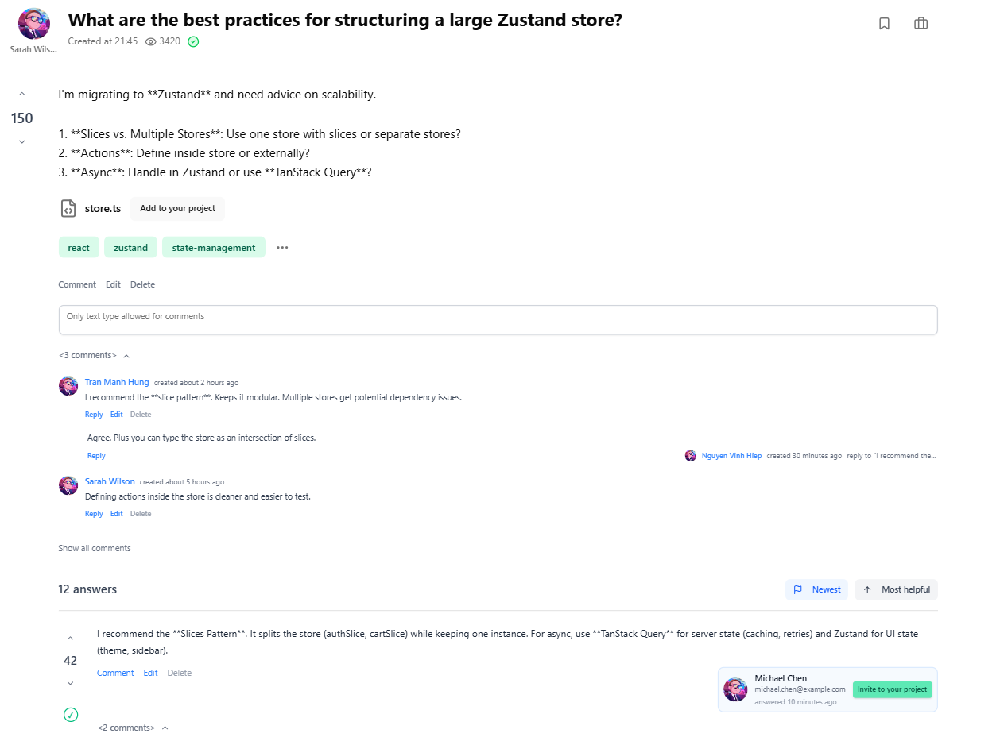 What are the best practices for structuring a large Zustand store?
Sarah Wils...
Created at 21:45 3420
150
I'm migrating to **Zustand** and need advice on scalability.
1. **Slices vs. Multiple Stores**: Use one store with slices or separate stores?
2. **Actions**: Define inside store or externally?
3. **Async**: Handle in Zustand or use **TanStack Query**?
store.ts Add to your project
react zustand state-management
Comment Edit Delete
Only text type allowed for comments
<3 comments>
Tran Manh Hung created about 2 hours ago
I recommend the **slice pattern**. Keeps it modular. Multiple stores get potential dependency issues.
Reply Edit Delete
Agree. Plus you can type the store as an intersection of slices.
Reply
Nguyen Vinh Hiep created 30 minutes ago reply to "I recommend the...
Sarah Wilson created about 5 hours ago
Defining actions inside the store is cleaner and easier to test.
Reply Edit Delete
Show all comments
12 answers
Newest Most helpful
42
I recommend the **Slices Pattern**. It splits the store (authSlice, cartSlice) while keeping one instance. For async, use **TanStack Query** for server state (caching, retries) and Zustand for UI state
(theme, sidebar).
Comment Edit Delete
Michael Chen
michael.chen@example.com
answered 10 minutes ago
Invite to your project
<2 comments>